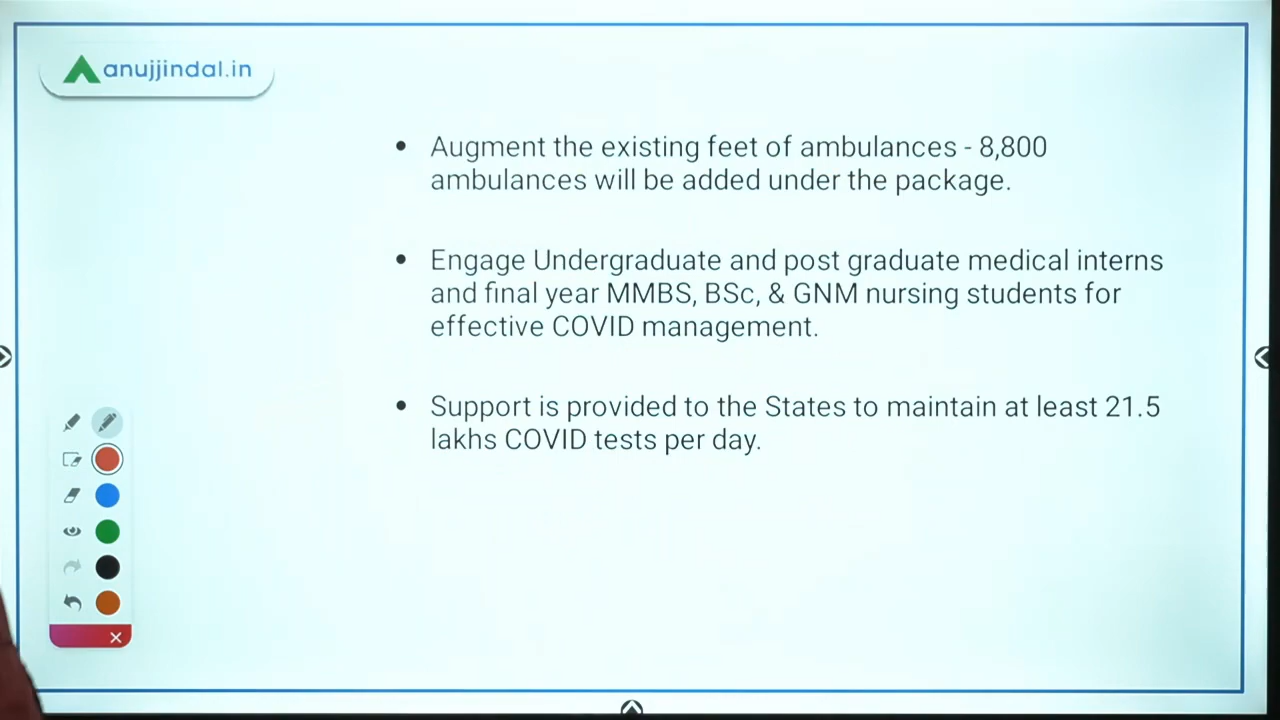 anujjindal.in
• Augment the existing feet of ambulances - 8,800
ambulances will be added under the package.
• Engage Undergraduate and post graduate medical interns
and final year MMBS, BSc, & GNM nursing students for
effective COVID management.
• Support is provided to the States to maintain at least 21.5
lakhs COVID tests per day.